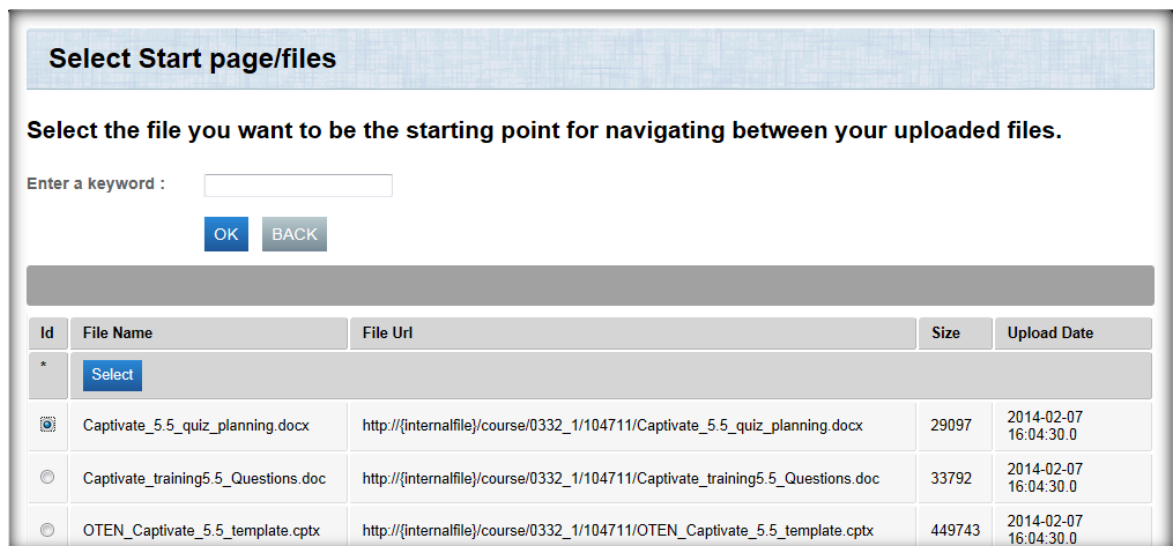 Select Start page/files
Select the file you want to be the starting point for navigating between your uploaded files.
Enter a keyword :
OK BACK
Id File Name File Url Size Upload Date
* Select
Captivate_5.5_quiz_planning.docx http://{internalfile}/course/0332_1/104711/Captivate_5.5_quiz_planning.docx 29097 2014-02-07
16:04:30.0
Captivate_training5.5_Questions.doc http://{internalfile}/course/0332_1/104711/Captivate_training5.5_Questions.doc 33792 2014-02-07
16:04:30.0
OTEN_Captivate_5.5_template.cptx http://{internalfile}/course/0332_1/104711/OTEN_Captivate_5.5_template.cptx 449743 2014-02-07
16:04:30.0